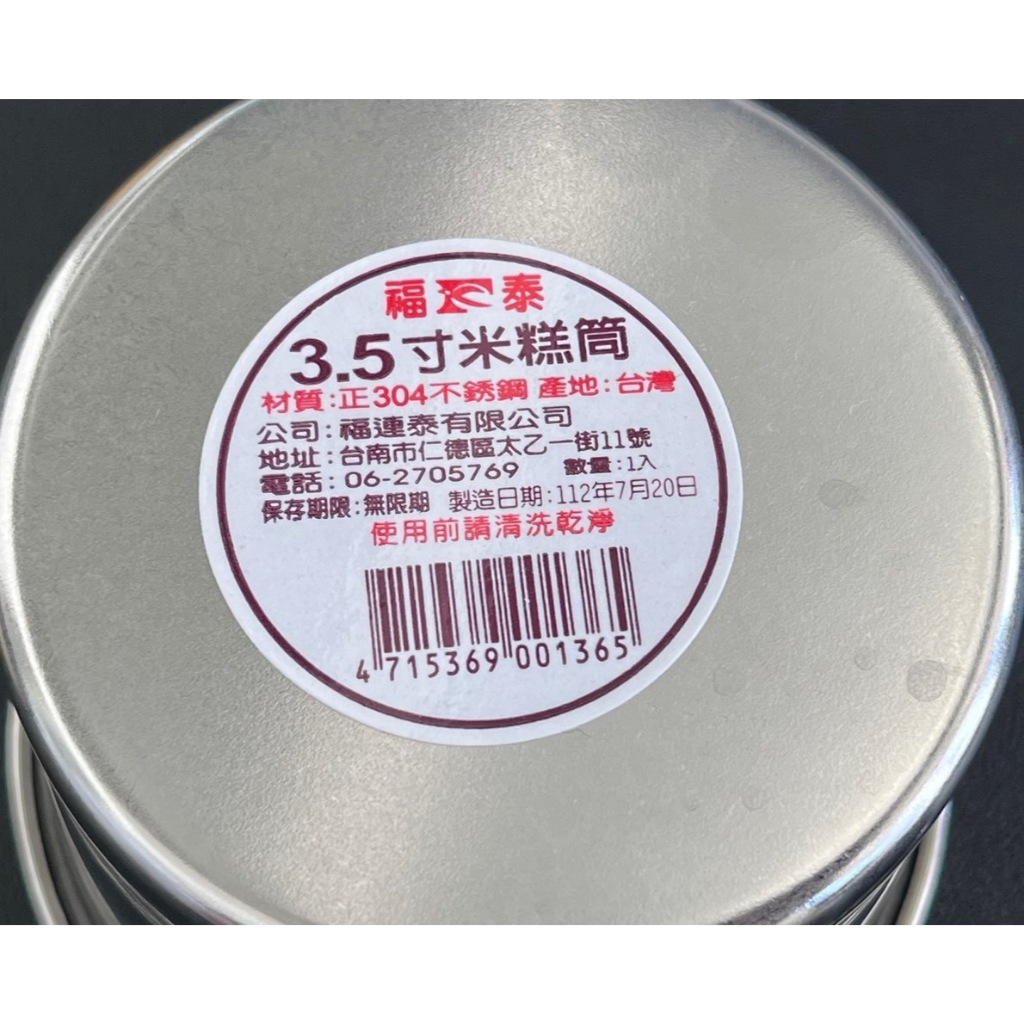 福 泰
3.5寸米糕筒
材質:正304不銹鋼 產地:台灣
公司:福連泰有限公司
地址:台南市仁德區太乙一街11號
電話:06-2705769 數量:1入
保存期限:無限期 製造日期:112年7月20日
使用前請清洗乾淨
4 715369 001365